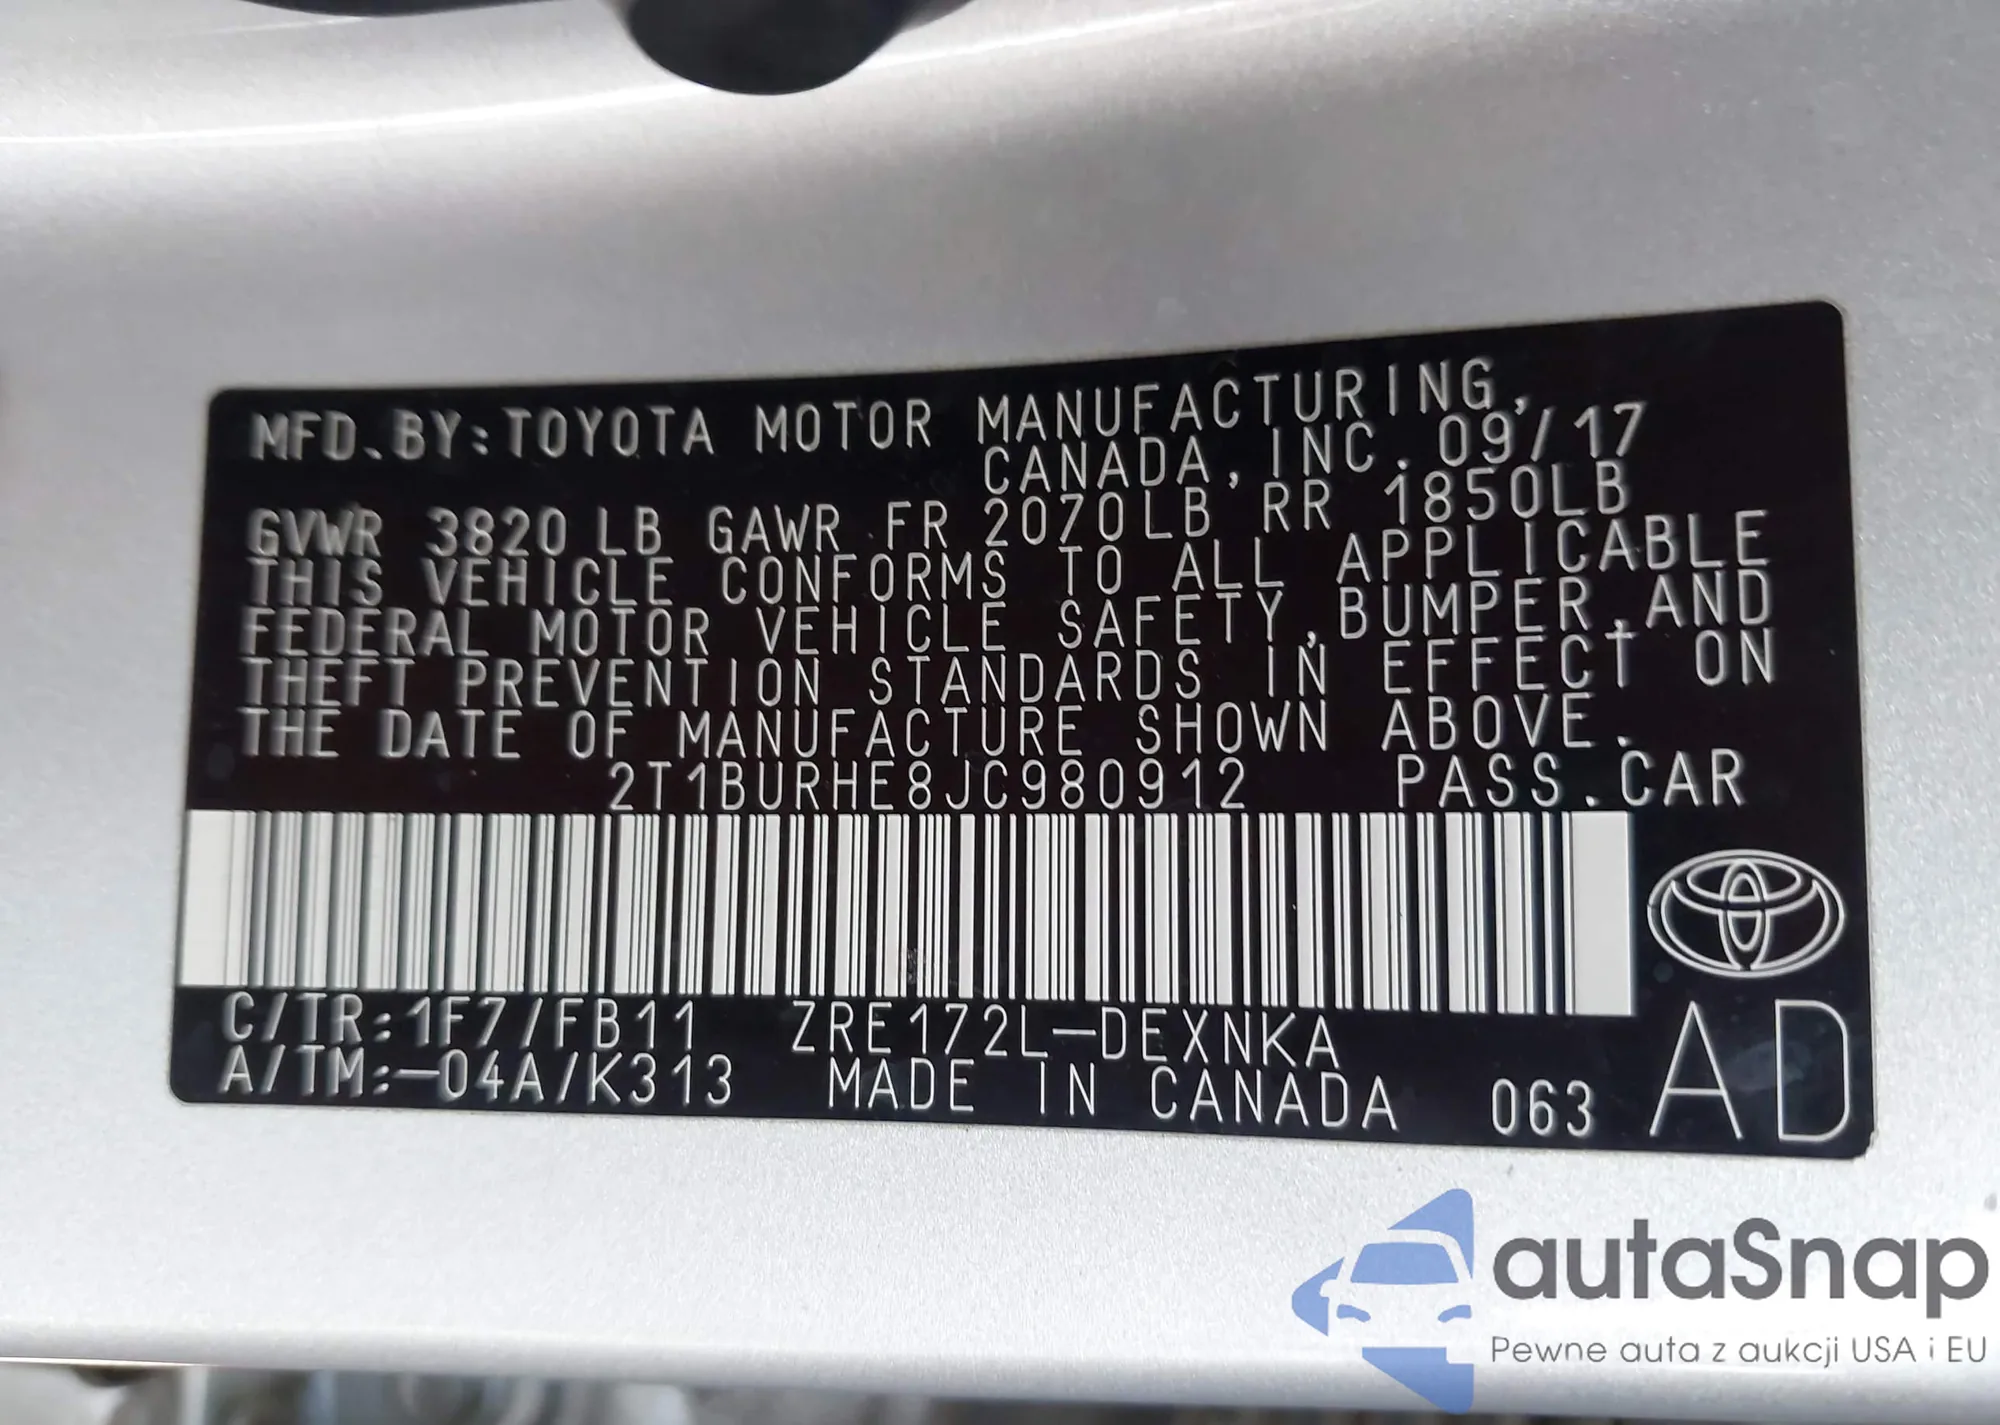 MFD.BY:TOYOTA MOTOR MANUFACTURING,
CANADA, INC. 09/17
GVWR 3820 LB GAWR FR 2070LB RR 1850LB
THIS VEHICLE CONFORMS TO ALL APPLICABLE
FEDERAL MOTOR VEHICLE SAFETY, BUMPER, AND
THEFT PREVENTION STANDARDS IN EFFECT ON
THE DATE OF MANUFACTURE SHOWN ABOVE.
2T1BURHE8JC980912 PASS.CAR
C/TR:1F7/FB11 ZRE172L-DEXNKA
A/TM:-04A/K313 MADE IN CANADA 063 AD
autaSnap
Pewne auta z aukcji USA i EU